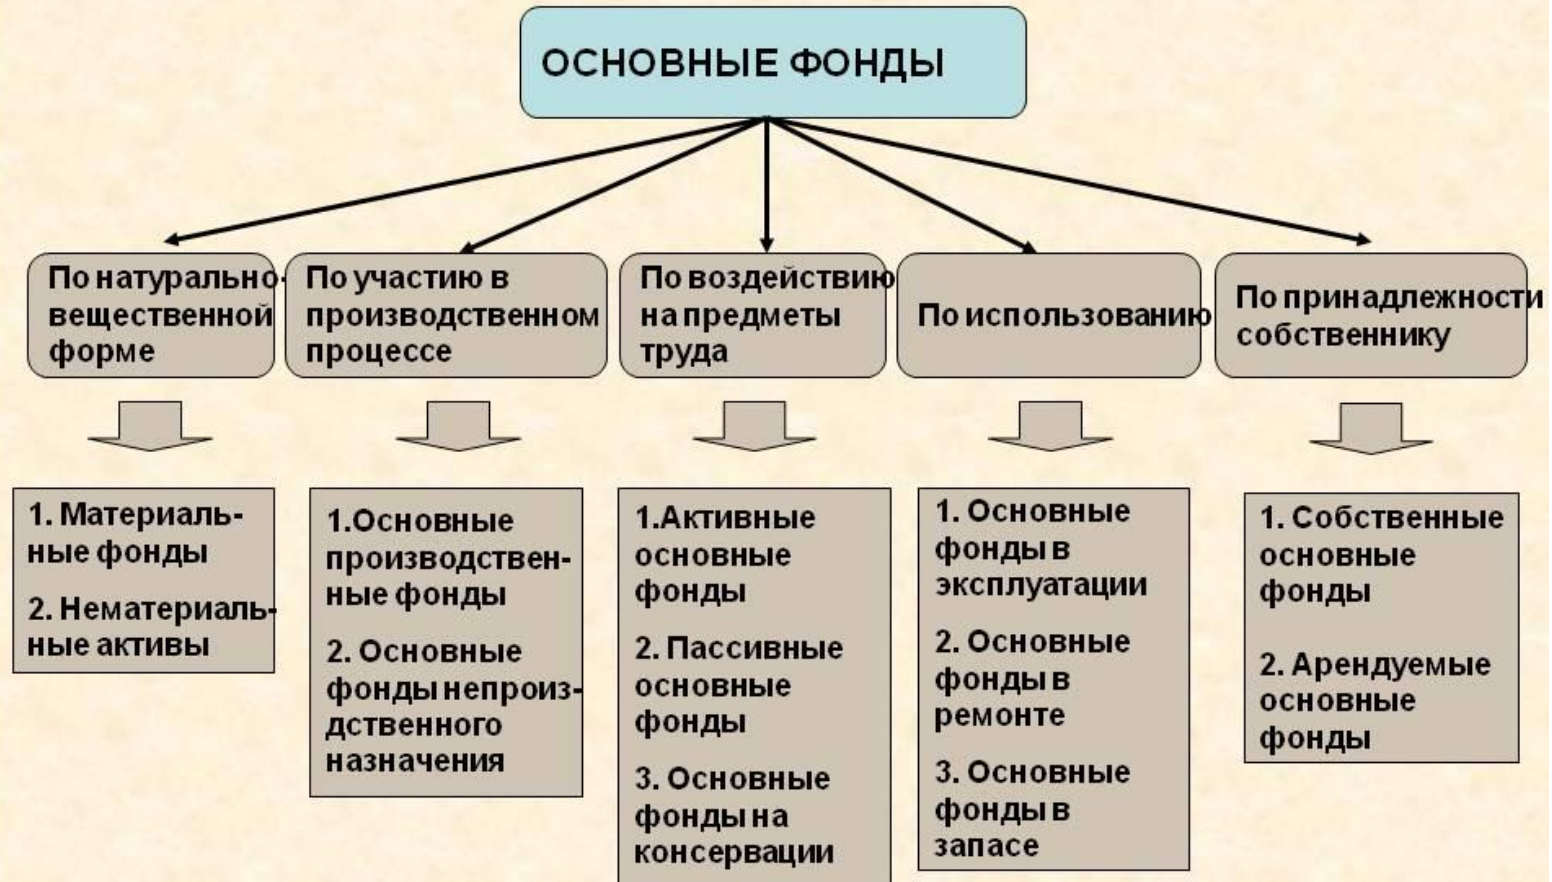 ОСНОВНЫЕ ФОНДЫ
По натурально-
вещественной
форме
По участию в
производственном
процессе
По воздействию
на предметы
труда
По использованию
По принадлежности
собственнику
1. Материаль-
ные фонды
2. Нематериаль-
ные активы
1.Основные
производствен-
ные фонды
2. Основные
фонды непроиз-
дственного
назначения
1.Активные
основные
фонды
2. Пассивные
основные
фонды
3. Основные
фонды на
консервации
1. Основные
фонды в
эксплуатации
2. Основные
фонды в
ремонте
3. Основные
фонды в
запасе
1. Собственные
основные
фонды
2. Арендуемые
основные
фонды